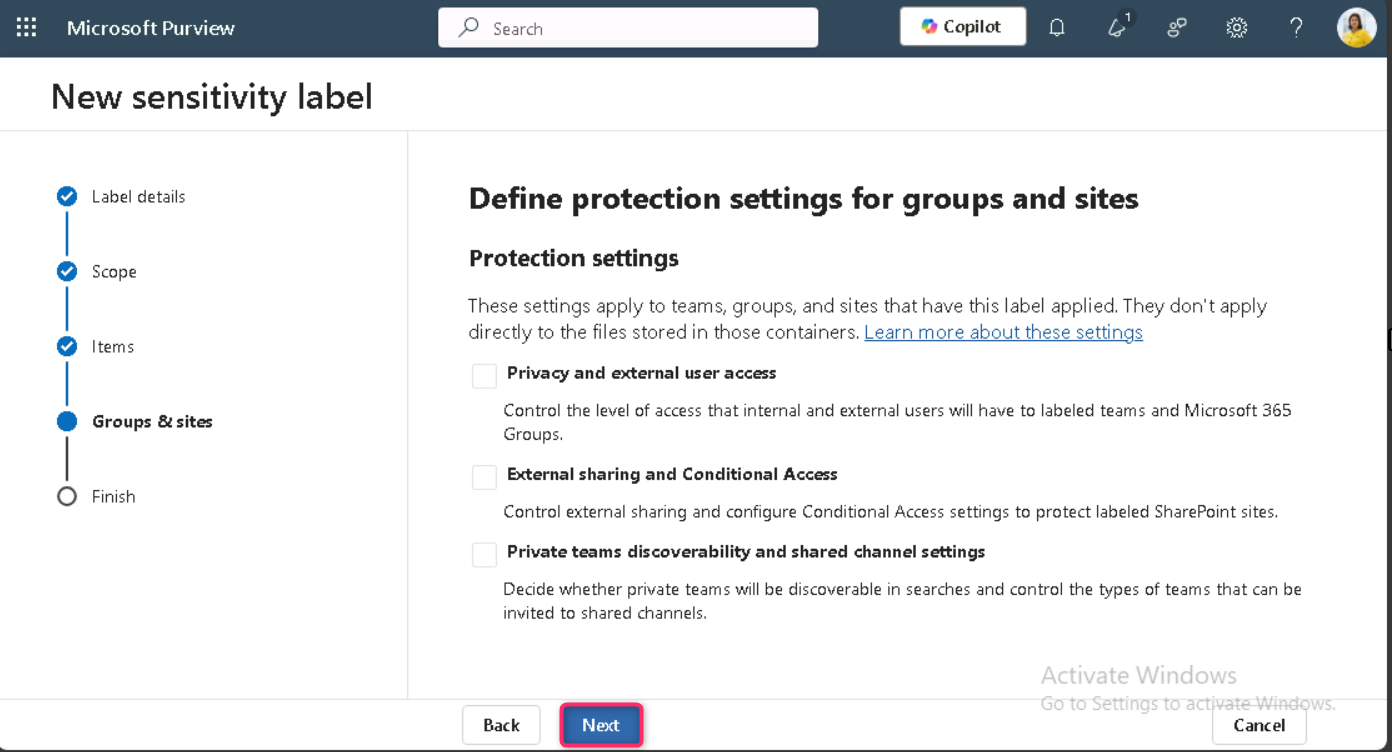 Microsoft Purview
Search
Copilot
1
New sensitivity label
Label details
Scope
Items
Groups & sites
Finish
Define protection settings for groups and sites
Protection settings
These settings apply to teams, groups, and sites that have this label applied. They don't apply
directly to the files stored in those containers. Learn more about these settings
Privacy and external user access
Control the level of access that internal and external users will have to labeled teams and Microsoft 365
Groups.
External sharing and Conditional Access
Control external sharing and configure Conditional Access settings to protect labeled SharePoint sites.
Private teams discoverability and shared channel settings
Decide whether private teams will be discoverable in searches and control the types of teams that can be
invited to shared channels.
Activate Windows
Go to Settings to activate Windows.
Back
Next
Cancel